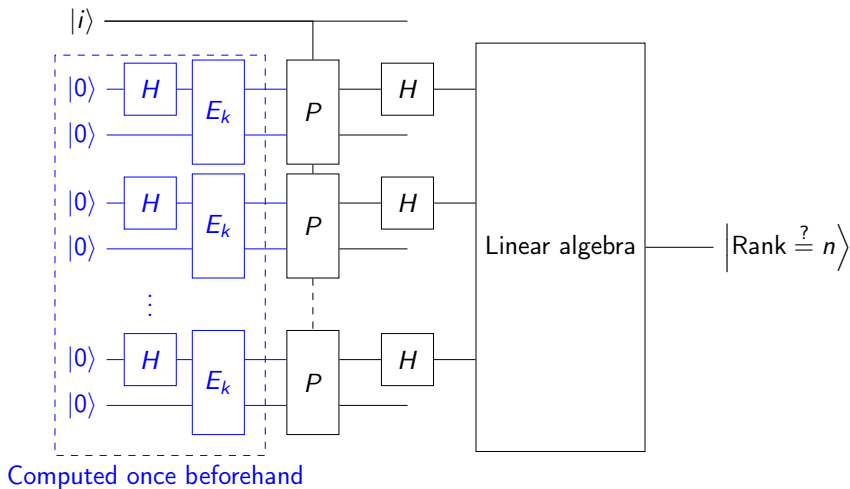 |i⟩
|0⟩ H E_k P H
|0⟩
|0⟩ H E_k P H
|0⟩
Linear algebra |Rank ≟ n⟩
⋮
|0⟩ H E_k P H
|0⟩
Computed once beforehand